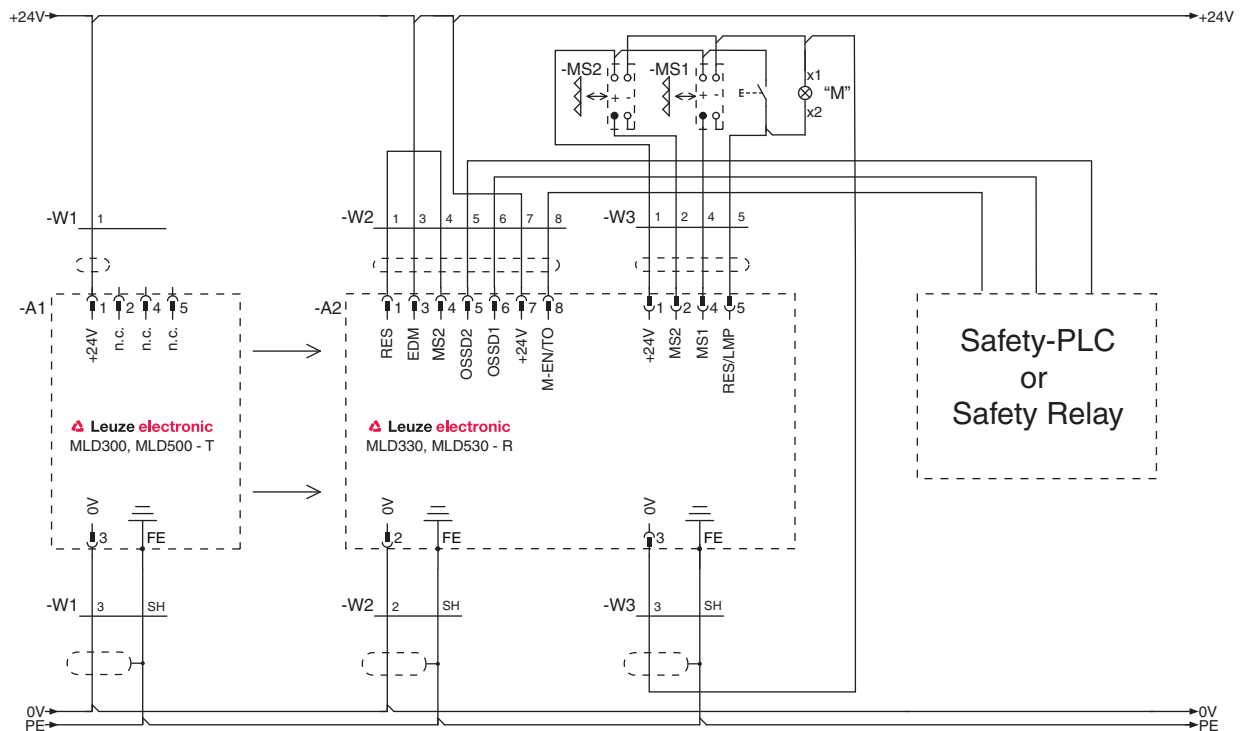 +24V +24V
-MS2 + - -MS1 + - E x1 "M" x2
-W1 1 -W2 1 3 4 5 6 7 8 -W3 1 2 4 5
-A1 1 2 4 5 -A2 1 3 4 5 6 7 8 1 2 4 5
+24V n.c. n.c. n.c. RES EDM MS2 OSSD2 OSSD1 +24V M-EN/TO +24V MS2 MS1 RES/LMP
Safety-PLC
or
Safety Relay
Leuze electronic
MLD300, MLD500 - T
Leuze electronic
MLD330, MLD530 - R
0V 0V 0V
3 FE 2 FE 3 FE
-W1 3 SH -W2 2 SH -W3 3 SH
0V 0V
PE PE